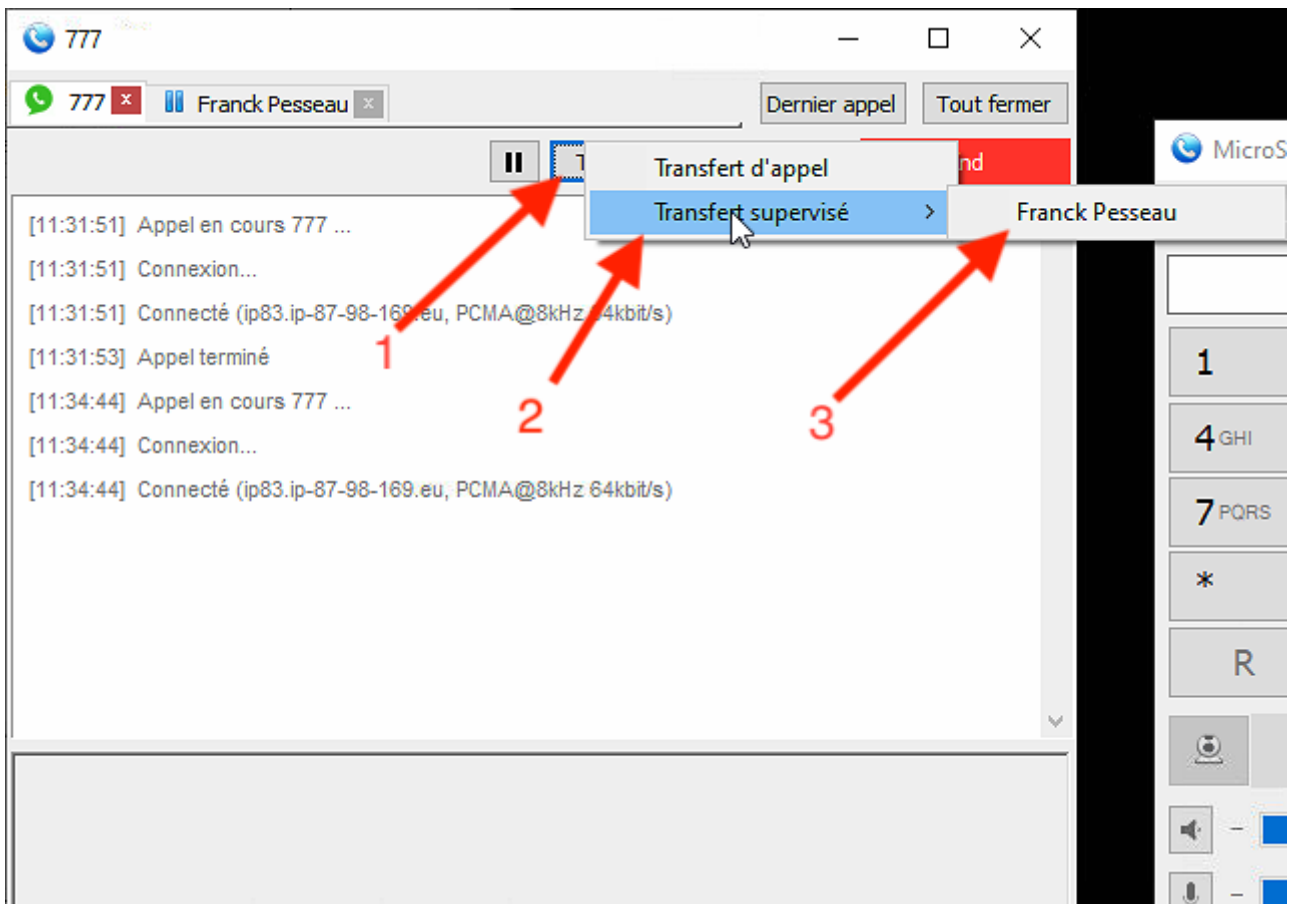 777
777 x Franck Pesseau x
Dernier appel Tout fermer
Transfert d'appel
Transfert supervisé >
Franck Pesseau
[11:31:51] Appel en cours 777 ...
[11:31:51] Connexion...
[11:31:51] Connecté (ip83.ip-87-98-169.eu, PCMA@8kHz 64kbit/s)
[11:31:53] Appel terminé
[11:34:44] Appel en cours 777 ...
[11:34:44] Connexion...
[11:34:44] Connecté (ip83.ip-87-98-169.eu, PCMA@8kHz 64kbit/s)
1
2
3
MicroS
1
4 GHI
7 PQRS
*
R